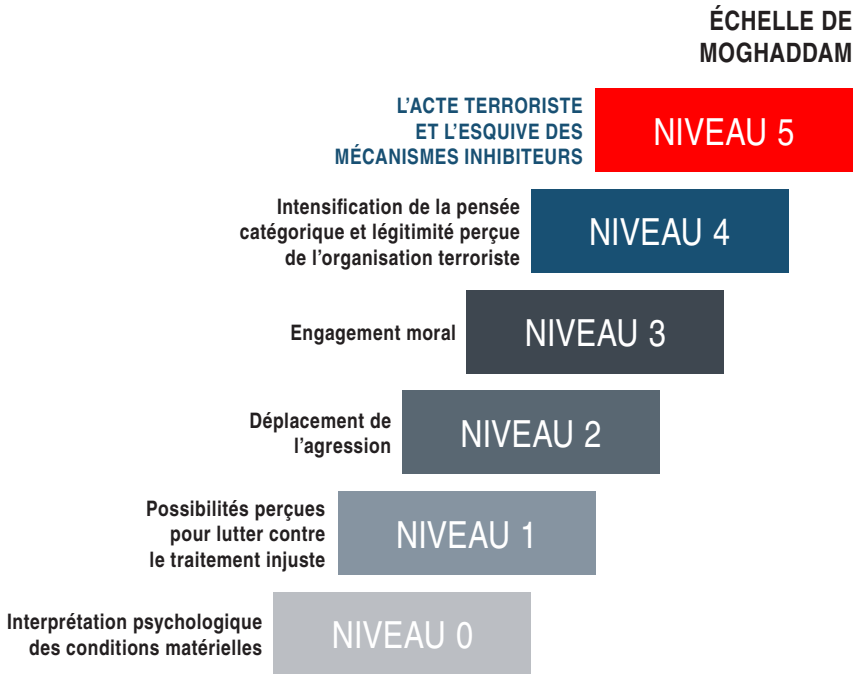 ÉCHELLE DE
MOGHADDAM
L’ACTE TERRORISTE
ET L’ESQUIVE DES
MÉCANISMES INHIBITEURS
NIVEAU 5
Intensification de la pensée
catégorique et légitimité perçue
de l’organisation terroriste
NIVEAU 4
Engagement moral
NIVEAU 3
Déplacement de
l’agression
NIVEAU 2
Possibilités perçues
pour lutter contre
le traitement injuste
NIVEAU 1
Interprétation psychologique
des conditions matérielles
NIVEAU 0